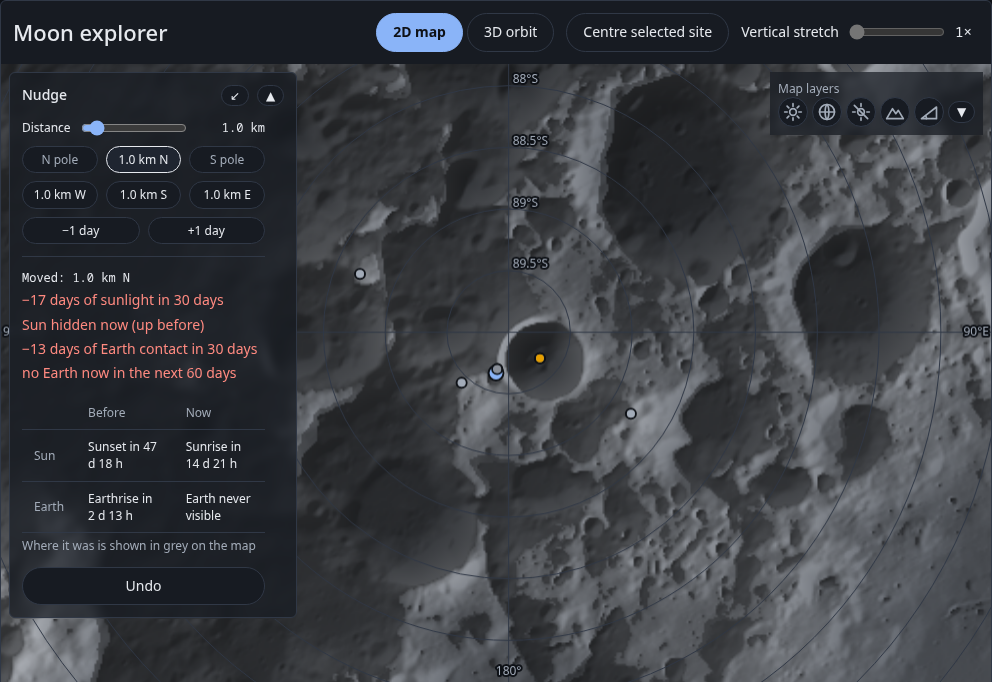 Moon explorer
2D map
3D orbit
Centre selected site
Vertical stretch
1×
Nudge
Distance
1.0 km
N pole
1.0 km N
S pole
1.0 km W
1.0 km S
1.0 km E
−1 day
+1 day
Moved: 1.0 km N
−17 days of sunlight in 30 days
Sun hidden now (up before)
−13 days of Earth contact in 30 days
no Earth now in the next 60 days
Before
Now
Sun
Sunset in 47
d 18 h
Sunrise in
14 d 21 h
Earth
Earthrise in
2 d 13 h
Earth never
visible
Where it was is shown in grey on the map
Undo
Map layers
88°S
88.5°S
89°S
89.5°S
9
90°E
180°